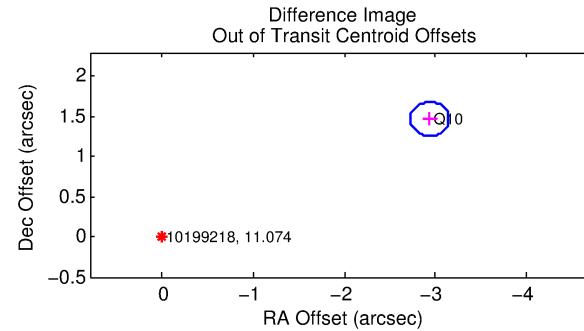 Difference Image
Out of Transit Centroid Offsets
Dec Offset (arcsec)
2
1.5
1
0.5
0
−0.5
Q10
10199218, 11.074
0 −1 −2 −3 −4
RA Offset (arcsec)